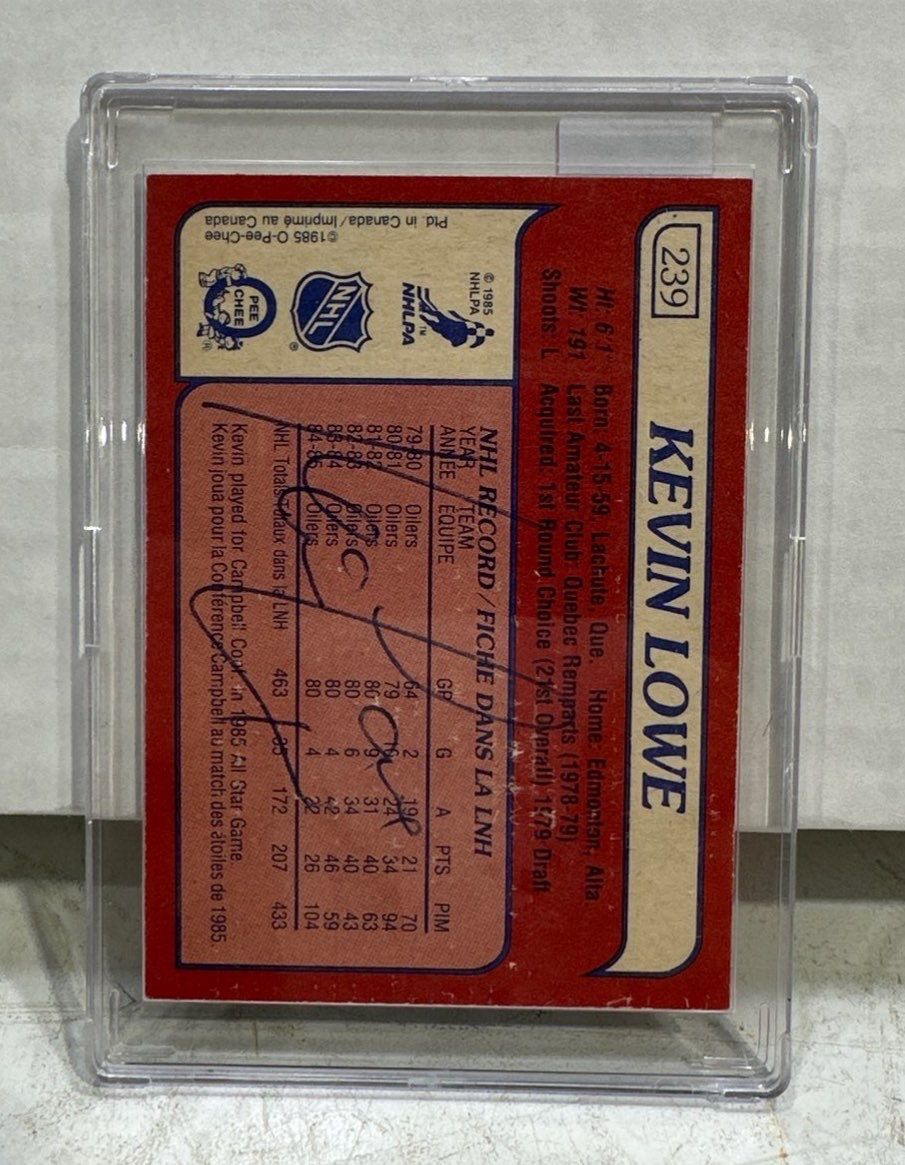 239
KEVIN LOWE
Ht: 6'1" Born: 4-15-59, Lachute, Que. Home: Edmonton, Alta
Wt: 191 Last Amateur Club: Quebec Remparts (1978-79)
Shoots: L Acquired: 1st Round Choice (21st Overall) 1979 Draft
© 1985
NHLPA
NHLPA™
NHL®
O
PEE
CHEE
®
©1985 O-Pee-Chee
Ptd. in Canada/Imprimé au Canada
NHL RECORD/FICHE DANS LA LNH
YEAR TEAM
ANNÉE ÉQUIPE GP G A PTS PIM
79-80 Oilers 64 2 19 21 70
80-81 Oilers 79 10 24 34 94
81-82 Oilers 80 9 31 40 63
82-83 Oilers 80 6 34 40 43
83-84 Oilers 80 4 42 46 59
84-85 Oilers 80 4 22 26 104
NHL Totals/Totaux dans la LNH 463 35 172 207 433
Kevin played for Campbell Conf. in 1985 All Star Game.
Kevin joua pour la Conférence Campbell au match des étoiles de 1985.